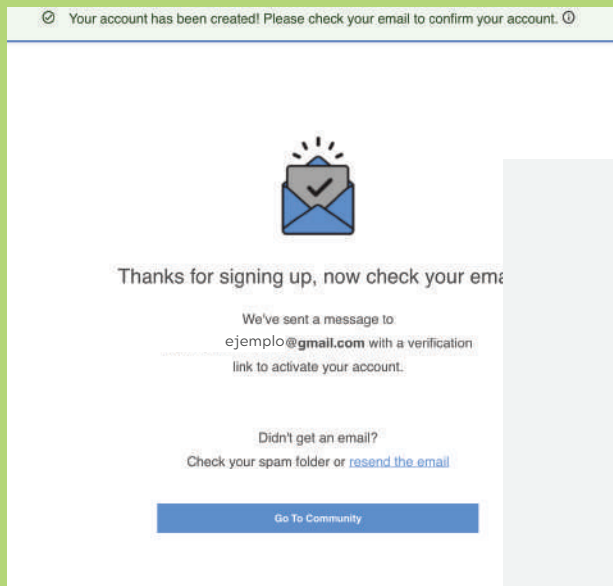 Your account has been created! Please check your email to confirm your account.
Thanks for signing up, now check your ema
We've sent a message to
ejemplo@gmail.com with a verification
link to activate your account.
Didn't get an email?
Check your spam folder or resend the email
Go To Community